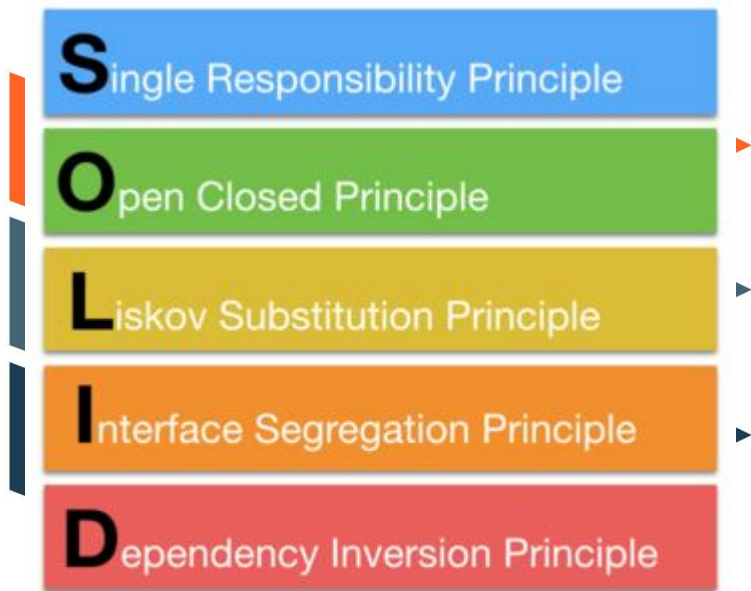 Single Responsibility Principle
Open Closed Principle
Liskov Substitution Principle
Interface Segregation Principle
Dependency Inversion Principle